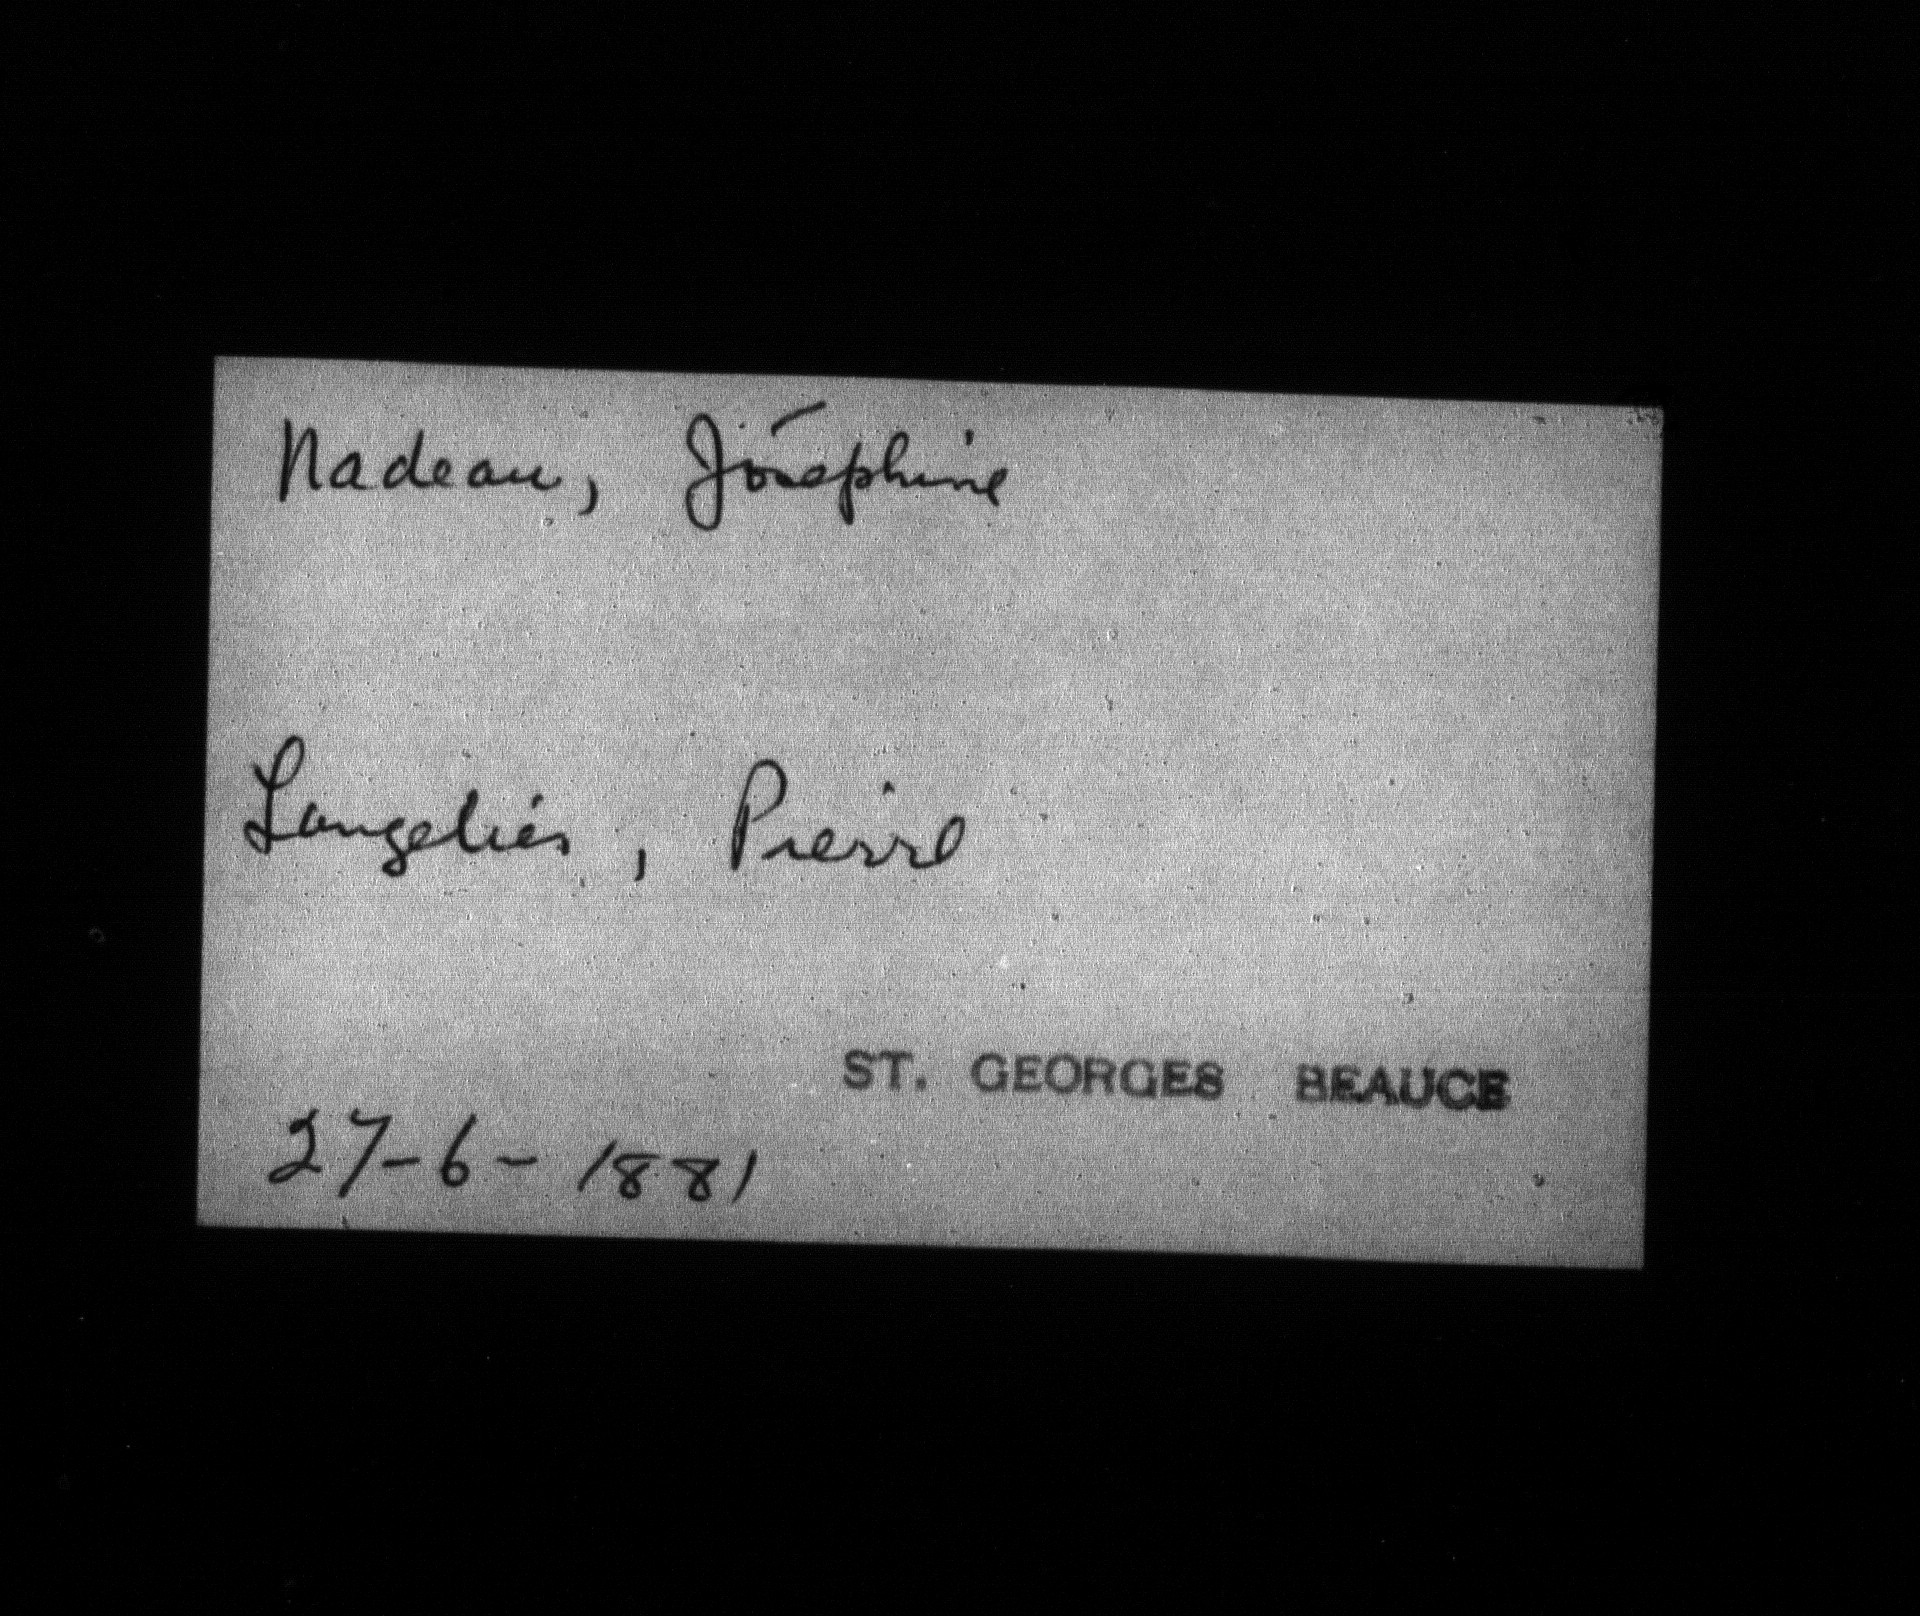 Nadeau, Joséphine
Langelier, Pierre
ST. GEORGES BEAUCE
27-6-1881